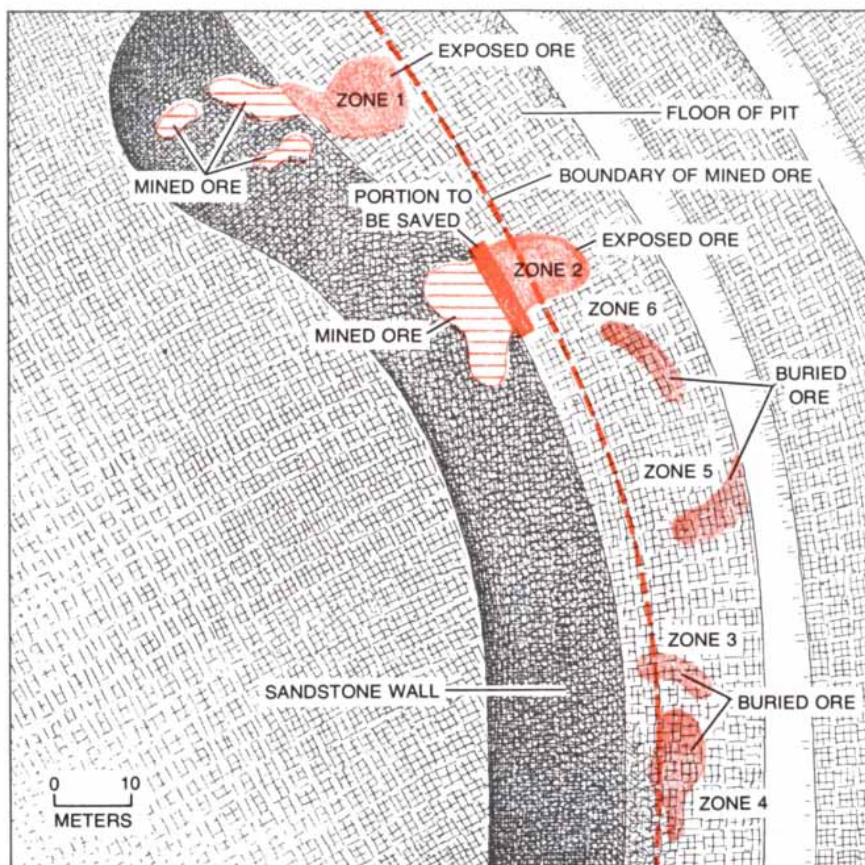 EXPOSED ORE
ZONE 1
FLOOR OF PIT
MINED ORE
BOUNDARY OF MINED ORE
PORTION TO
BE SAVED
EXPOSED ORE
ZONE 2
ZONE 6
MINED ORE
BURIED
ORE
ZONE 5
ZONE 3
SANDSTONE WALL
BURIED ORE
0 10
METERS
ZONE 4